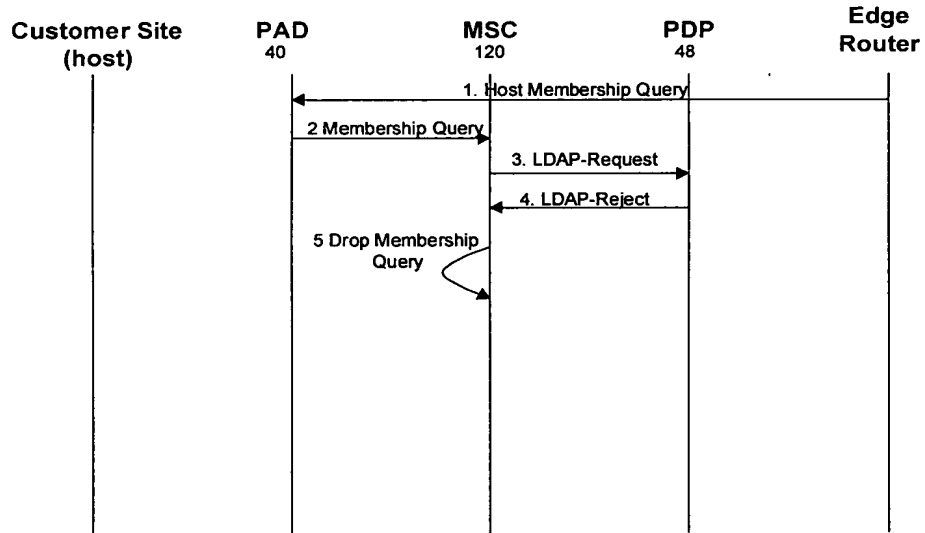 Customer Site
(host)
PAD
40
MSC
120
PDP
48
Edge
Router
1. Host Membership Query
2 Membership Query
3. LDAP-Request
4. LDAP-Reject
5 Drop Membership
Query